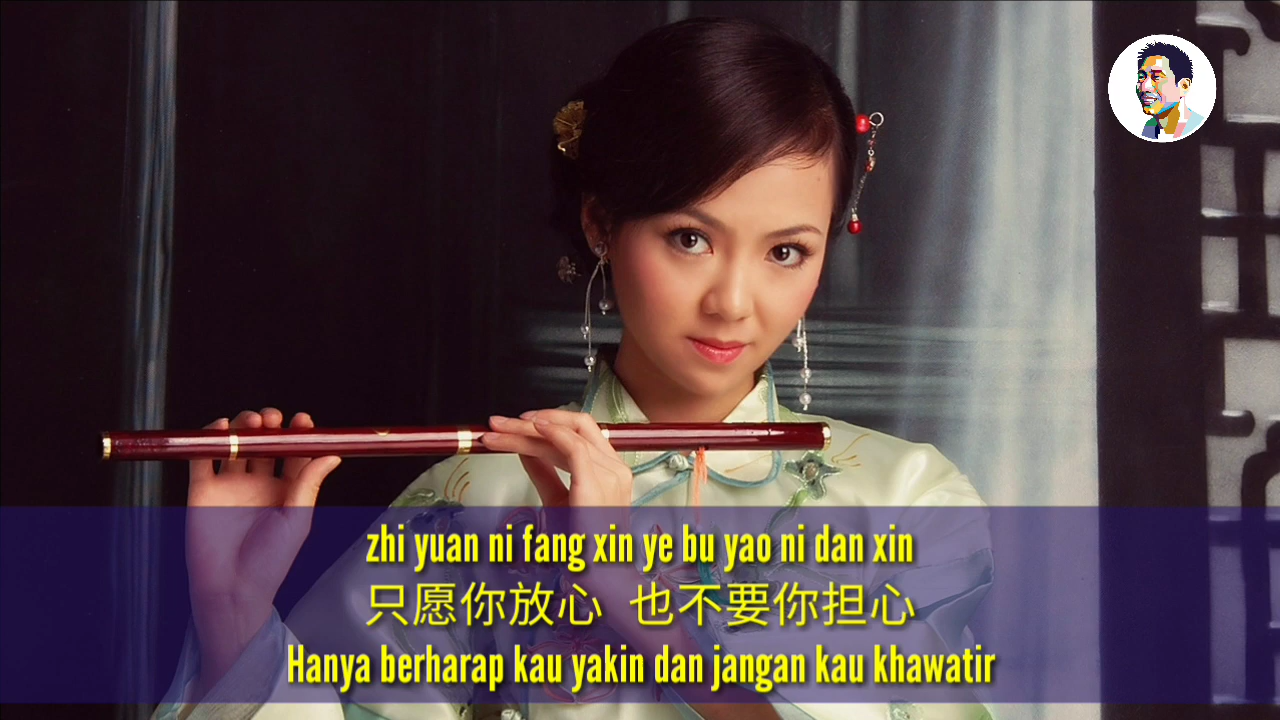 zhi yuan ni fang xin ye bu yao ni dan xin
只愿你放心 也不要你担心
Hanya berharap kau yakin dan jangan kau khawatir